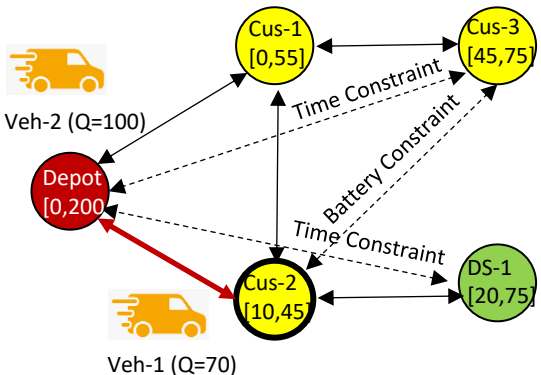 Cus-1
[0,55]
Cus-3
[45,75]
Time Constraint
Veh-2 (Q=100)
Battery Constraint
Depot
[0,200
Time Constraint
Cus-2
[10,45]
DS-1
[20,75]
Veh-1 (Q=70)